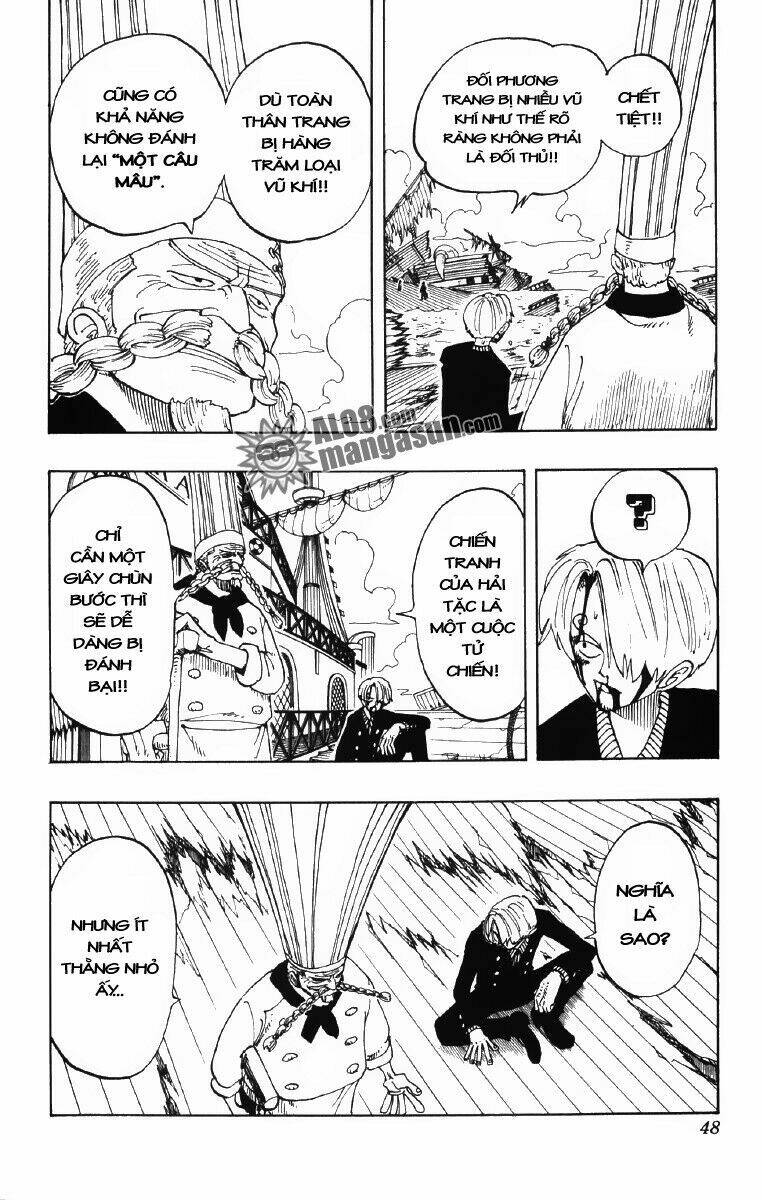 CHẾT
TIỆT!!
ĐỐI PHƯƠNG
TRANG BỊ NHIỀU VŨ
KHÍ NHƯ THẾ RÕ
RÀNG KHÔNG PHẢI
LÀ ĐỐI THỦ!!
DÙ TOÀN
THÂN TRANG
BỊ HÀNG
TRĂM LOẠI
VŨ KHÍ!!
CŨNG CÓ
KHẢ NĂNG
KHÔNG ĐÁNH
LẠI "MỘT CÂU
MÂU".
AL08.com
mangasun.com
?
CHIẾN
TRANH
CỦA HẢI
TẶC LÀ
MỘT CUỘC
TỬ
CHIẾN!
CHỈ
CẦN MỘT
GIÂY CHÙN
BƯỚC THÌ
SẼ DỄ
DÀNG BỊ
ĐÁNH
BẠI!!
NGHĨA
LÀ
SAO?
NHƯNG ÍT
NHẤT
THẰNG NHỎ
ẤY...
48